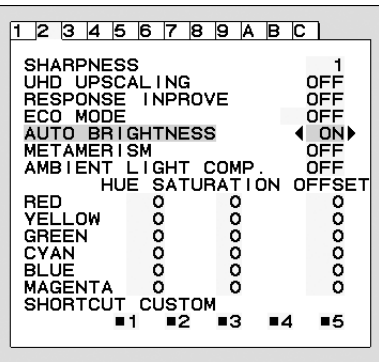 1 2 3 4 5 6 7 8 9 A B C
SHARPNESS 1
UHD UPSCALING OFF
RESPONSE INPROVE OFF
ECO MODE OFF
AUTO BRIGHTNESS ◀ ON▶
METAMERISM OFF
AMBIENT LIGHT COMP. OFF
HUE SATURATION OFFSET
RED 0 0 0
YELLOW 0 0 0
GREEN 0 0 0
CYAN 0 0 0
BLUE 0 0 0
MAGENTA 0 0 0
SHORTCUT CUSTOM
■1 ■2 ■3 ■4 ■5